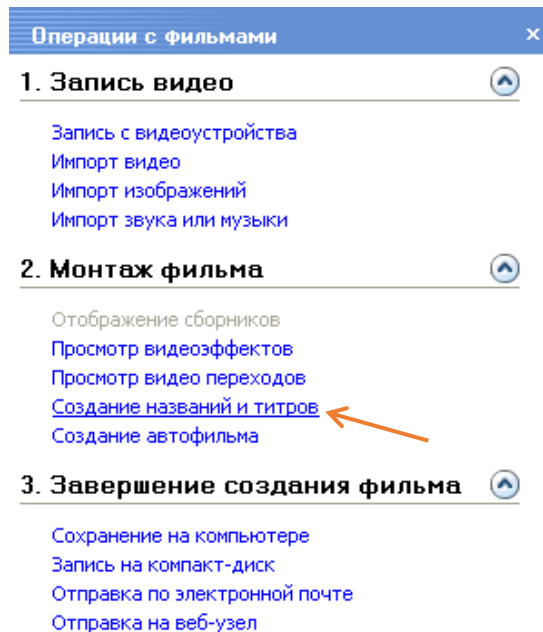 Операции с фильмами
1. Запись видео
Запись с видеоустройства
Импорт видео
Импорт изображений
Импорт звука или музыки
2. Монтаж фильма
Отображение сборников
Просмотр видеоэффектов
Просмотр видео переходов
Создание названий и титров
Создание автофильма
3. Завершение создания фильма
Сохранение на компьютере
Запись на компакт-диск
Отправка по электронной почте
Отправка на веб-узел